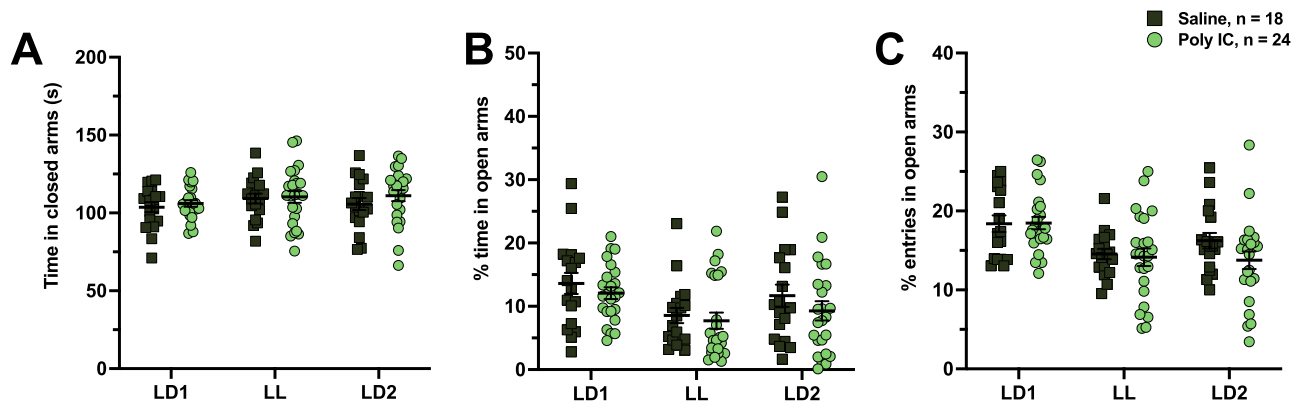 Saline, n = 18
Poly IC, n = 24
A
Time in closed arms (s)
200
150
100
50
0
LD1 LL LD2
B
% time in open arms
50
40
30
20
10
0
LD1 LL LD2
C
% entries in open arms
40
30
20
10
0
LD1 LL LD2